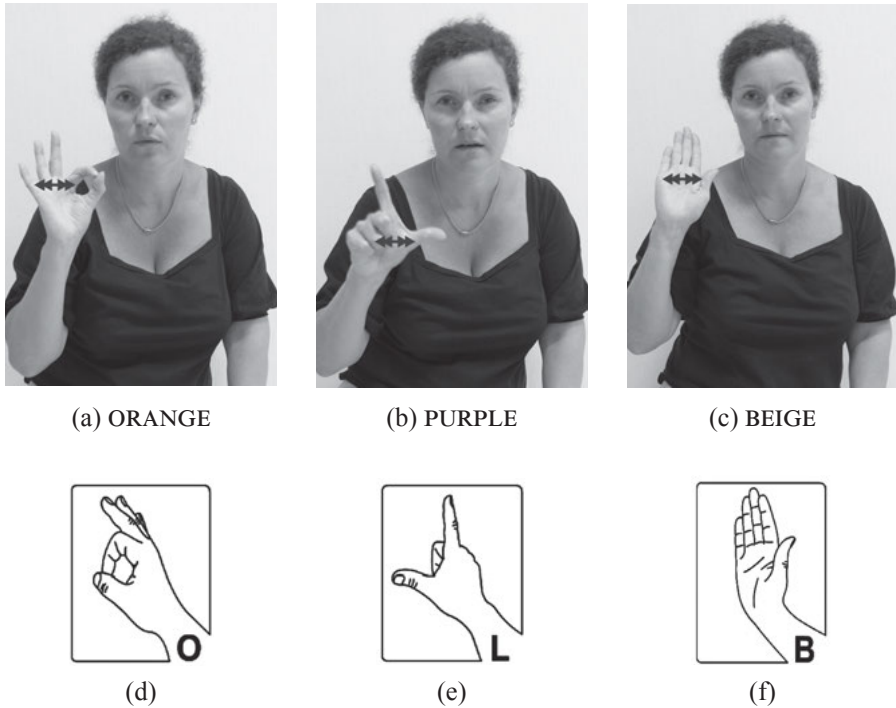 (a) ORANGE
(b) PURPLE
(c) BEIGE
O
L
B
(d)
(e)
(f)